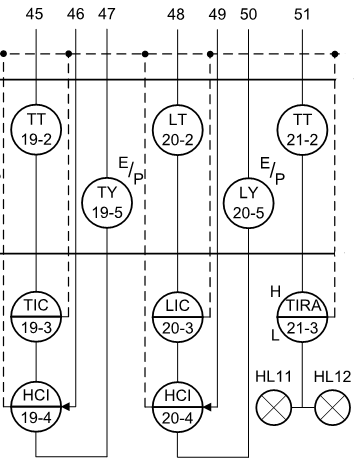 45 46 47 48 49 50 51
TT
19-2
LT
20-2
TT
21-2
E/P
TY
19-5
E/P
LY
20-5
TIC
19-3
LIC
20-3
H
TIRA
21-3
L
HCI
19-4
HCI
20-4
HL11 HL12